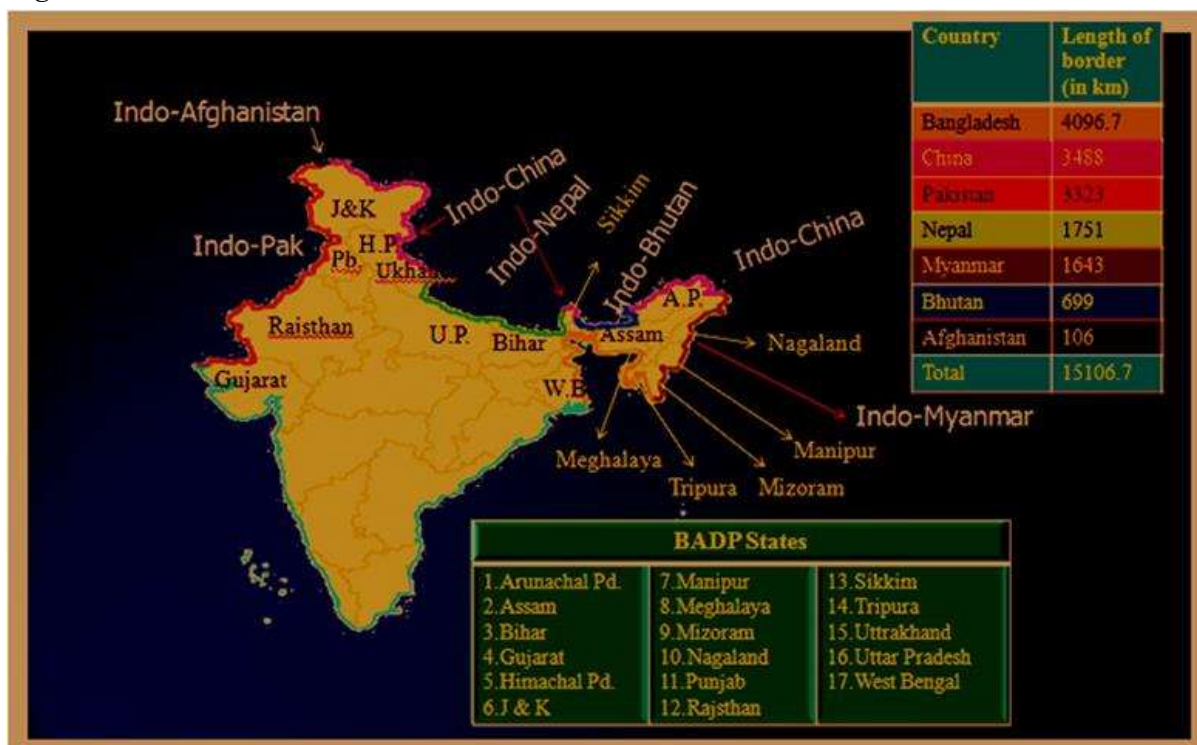 Country Length of
border
(in km)
Bangladesh 4096.7
China 3488
Pakistan 3323
Nepal 1751
Myanmar 1643
Bhutan 699
Afghanistan 106
Total 15106.7
Indo-Afghanistan
Indo-China
Indo-Nepal
Sikkim
Indo-Bhutan
Indo-China
J&K
Indo-Pak
H.P.
Pb.
A.P.
Rajsthan
U.P.
Bihar
Assam
Nagaland
Gujarat
W.B
Indo-Myanmar
Manipur
Meghalaya
Tripura
Mizoram
BADP States
1.Arunachal Pd.
2.Assam
3.Bihar
4.Gujarat
5.Himachal Pd.
6.J & K
7.Manipur
8.Meghalaya
9.Mizoram
10.Nagaland
11.Punjab
12.Rajsthan
13.Sikkim
14.Tripura
15.Uttrakhand
16.Uttar Pradesh
17.West Bengal